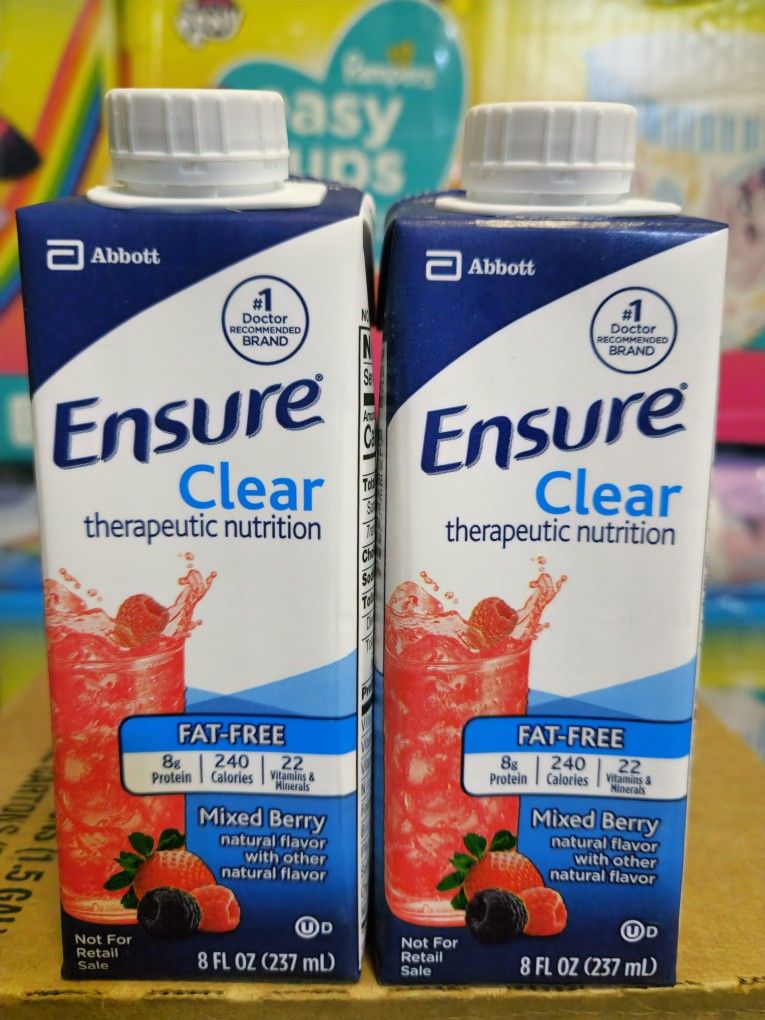 Pampers
easy
ups
Abbott
#1
Doctor
RECOMMENDED
BRAND
Ensure®
Clear
therapeutic nutrition
FAT-FREE
8g Protein
240 Calories
22 Vitamins & Minerals
Mixed Berry
natural flavor
with other
natural flavor
Not For
Retail
Sale
U D
8 FL OZ (237 mL)
Abbott
#1
Doctor
RECOMMENDED
BRAND
Ensure®
Clear
therapeutic nutrition
FAT-FREE
8g Protein
240 Calories
22 Vitamins & Minerals
Mixed Berry
natural flavor
with other
natural flavor
Not For
Retail
Sale
U D
8 FL OZ (237 mL)